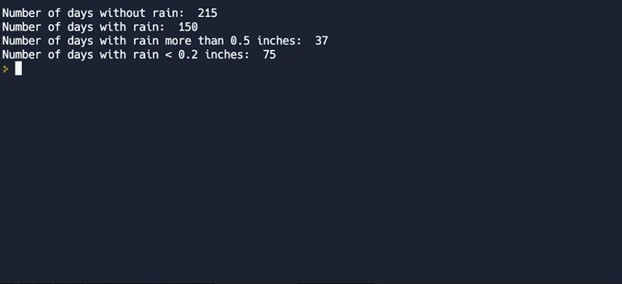 Number of days without rain:  215
Number of days with rain:  150
Number of days with rain more than 0.5 inches:  37
Number of days with rain < 0.2 inches:  75
>